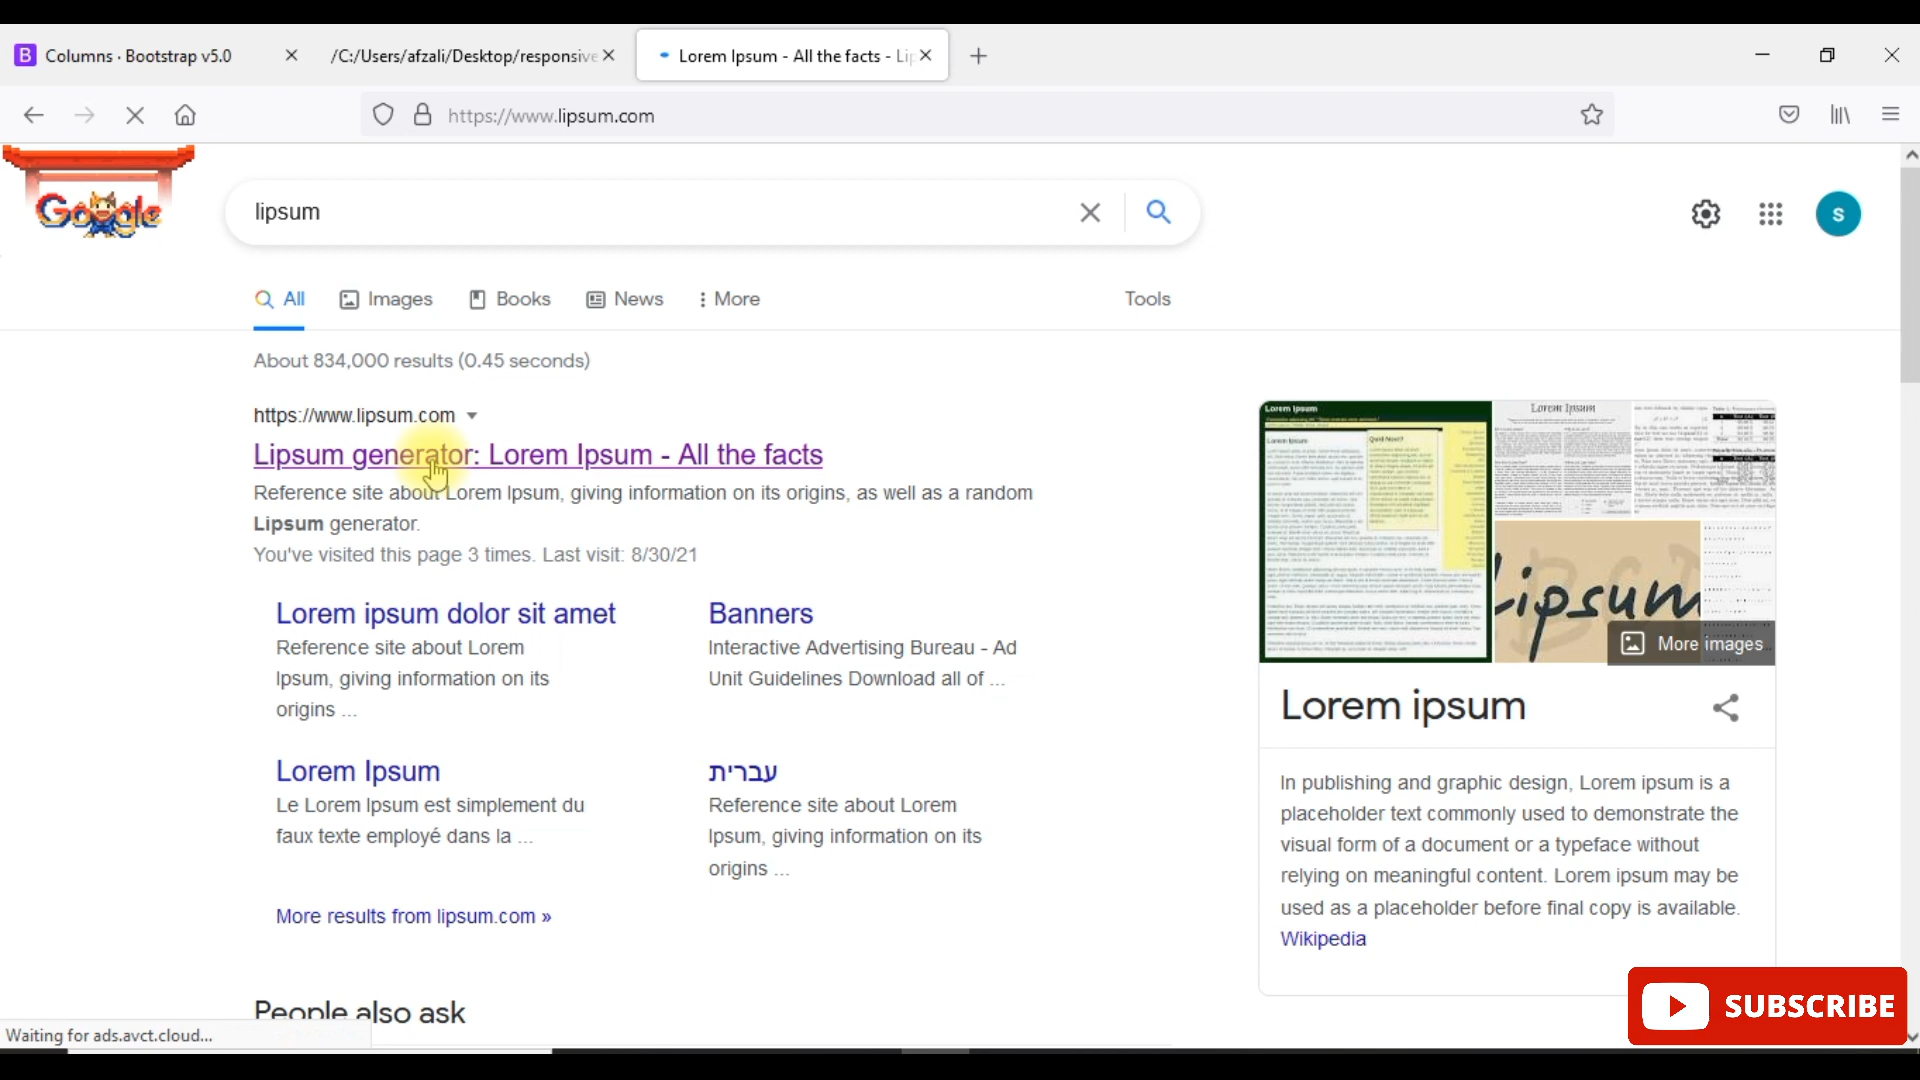 Columns · Bootstrap v5.0
/C:/Users/afzali/Desktop/responsive
Lorem Ipsum - All the facts - Lip
https://www.lipsum.com
Google
lipsum
S
All
Images
Books
News
More
Tools
About 834,000 results (0.45 seconds)
https://www.lipsum.com
Lipsum generator: Lorem Ipsum - All the facts
Reference site about Lorem Ipsum, giving information on its origins, as well as a random
Lipsum generator.
You've visited this page 3 times. Last visit: 8/30/21
Lorem ipsum dolor sit amet
Reference site about Lorem
Ipsum, giving information on its
origins ...
Banners
Interactive Advertising Bureau - Ad
Unit Guidelines Download all of ...
Lorem Ipsum
Le Lorem Ipsum est simplement du
faux texte employé dans la ...
עברית
Reference site about Lorem
Ipsum, giving information on its
origins ...
More results from lipsum.com »
People also ask
Lorem Ipsum
Lorem Ipsum
Lipsum
More images
Lorem ipsum
In publishing and graphic design, Lorem ipsum is a
placeholder text commonly used to demonstrate the
visual form of a document or a typeface without
relying on meaningful content. Lorem ipsum may be
used as a placeholder before final copy is available.
Wikipedia
SUBSCRIBE
Waiting for ads.avct.cloud...